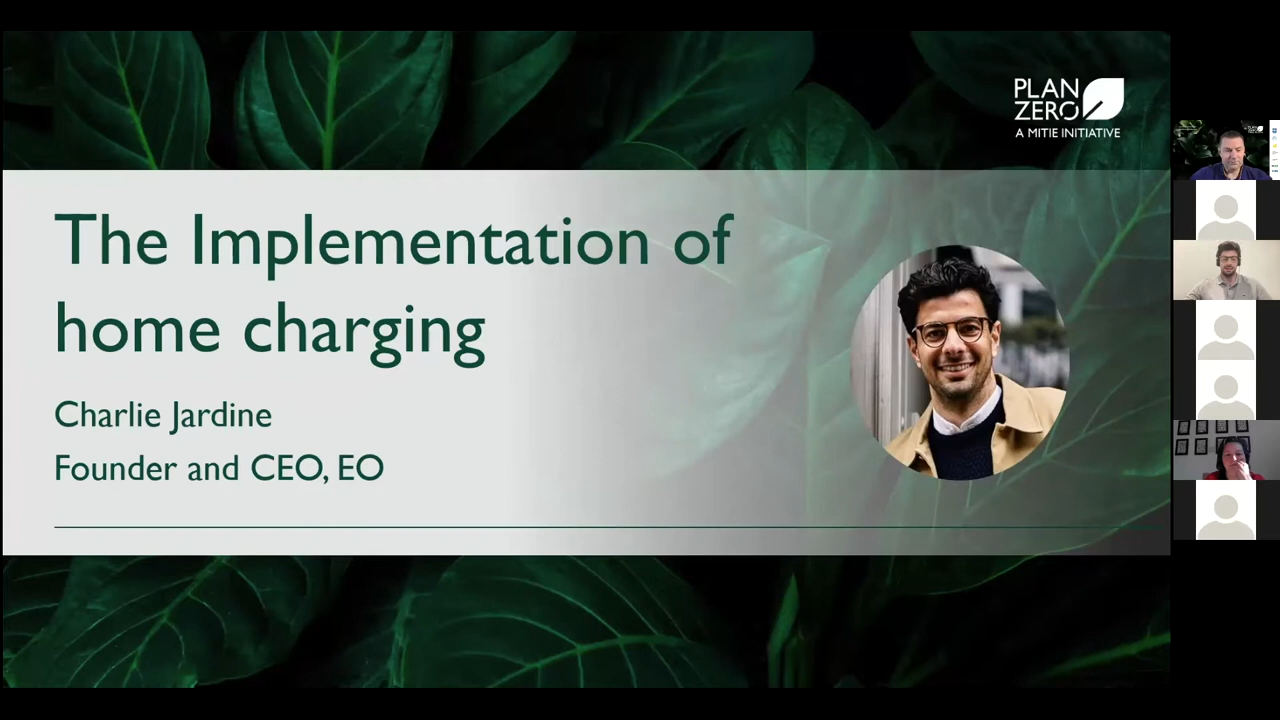 PLAN
ZERO
A MITIE INITIATIVE
The Implementation of
home charging
Charlie Jardine
Founder and CEO, EO